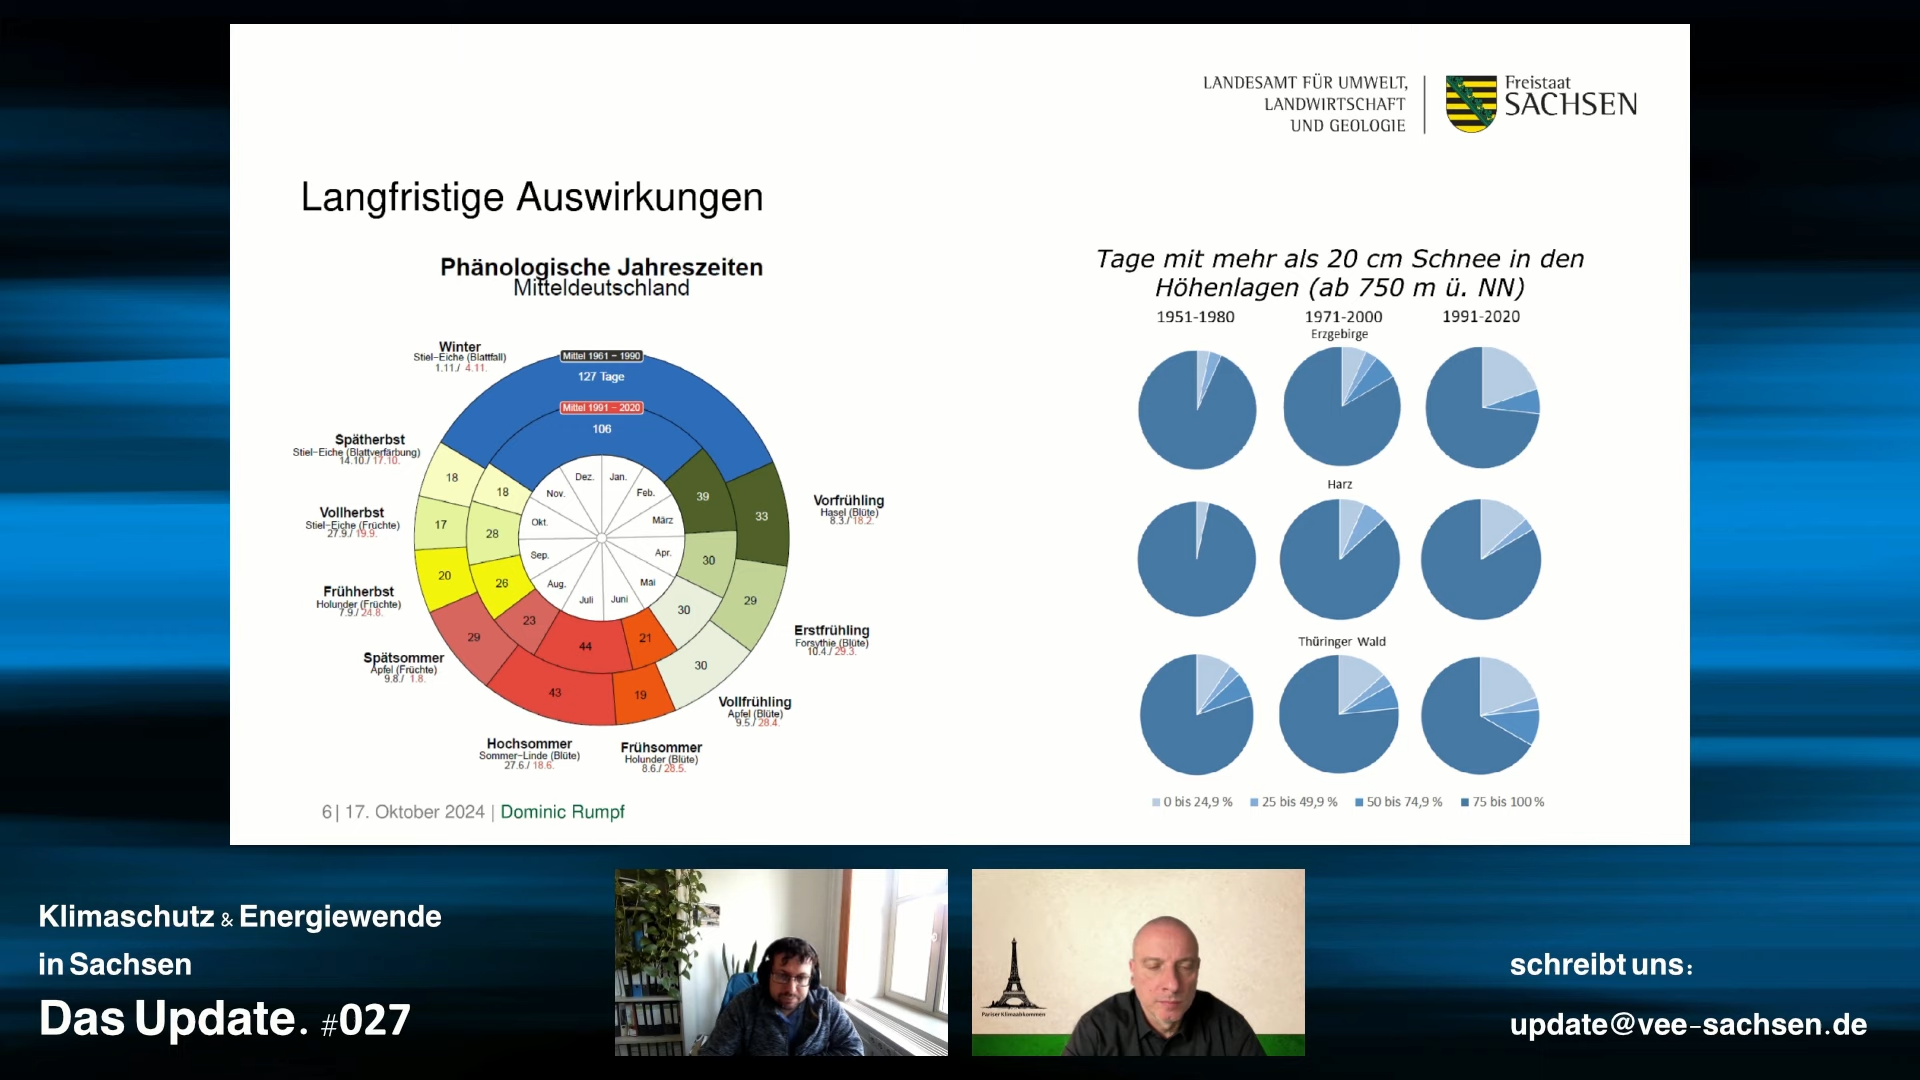 LANDESAMT FÜR UMWELT,
LANDWIRTSCHAFT
UND GEOLOGIE
Freistaat
SACHSEN
Langfristige Auswirkungen
Phänologische Jahreszeiten
Mitteldeutschland
Winter
Stiel-Eiche (Blattfall)
1.11./ 4.11.
Mittel 1961 - 1990
127 Tage
Mittel 1991 - 2020
106
Spätherbst
Stiel-Eiche (Blattverfärbung)
14.10./ 17.10.
18
18
Vollherbst
Stiel-Eiche (Früchte)
27.9./ 19.9.
17
28
Frühherbst
Holunder (Früchte)
7.9./ 24.8.
20
26
Spätsommer
Apfel (Früchte)
9.8./ 1.8.
29
23
Hochsommer
Sommer-Linde (Blüte)
27.6./ 18.6.
43
44
Frühsommer
Holunder (Blüte)
8.6./ 28.5.
19
21
Vollfrühling
Apfel (Blüte)
9.5./ 28.4.
30
30
Erstfrühling
Forsythie (Blüte)
10.4./ 29.3.
29
30
Vorfrühling
Hasel (Blüte)
8.3./ 18.2.
33
39
Dez.
Jan.
Nov.
Feb.
Okt.
März
Sep.
Apr.
Aug.
Mai
Juli
Juni
Tage mit mehr als 20 cm Schnee in den
Höhenlagen (ab 750 m ü. NN)
1951-1980 1971-2000 1991-2020
Erzgebirge
Harz
Thüringer Wald
0 bis 24,9 % 25 bis 49,9 % 50 bis 74,9 % 75 bis 100 %
6| 17. Oktober 2024 | Dominic Rumpf
Klimaschutz & Energiewende
in Sachsen
Das Update. #027
Pariser Klimaabkommen
schreibt uns:
update@vee-sachsen.de